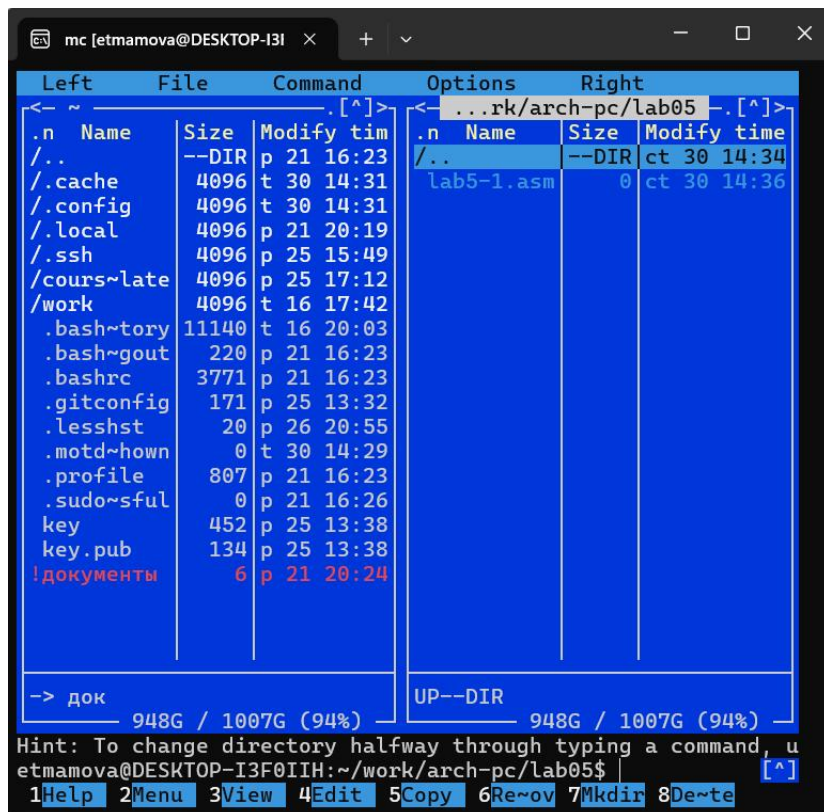 mc [etmamova@DESKTOP-I3I
Left File Command Options Right
<— ~ .[^]> <— ...rk/arch-pc/lab05 .[^]>
.n Name Size Modify tim .n Name Size Modify time
/.. --DIR p 21 16:23 /.. --DIR ct 30 14:34
/.cache 4096 t 30 14:31 lab5-1.asm 0 ct 30 14:36
/.config 4096 t 30 14:31
/.local 4096 p 21 20:19
/.ssh 4096 p 25 15:49
/cours~late 4096 p 25 17:12
/work 4096 t 16 17:42
.bash~tory 11140 t 16 20:03
.bash~gout 220 p 21 16:23
.bashrc 3771 p 21 16:23
.gitconfig 171 p 25 13:32
.lesshst 20 p 26 20:55
.motd~hown 0 t 30 14:29
.profile 807 p 21 16:23
.sudo~sful 0 p 21 16:26
key 452 p 25 13:38
key.pub 134 p 25 13:38
!документы 6 p 21 20:24
-> док UP--DIR
948G / 1007G (94%) 948G / 1007G (94%)
Hint: To change directory halfway through typing a command, u
etmamova@DESKTOP-I3F0IIH:~/work/arch-pc/lab05$ [^]
1Help 2Menu 3View 4Edit 5Copy 6Re~ov 7Mkdir 8De~te